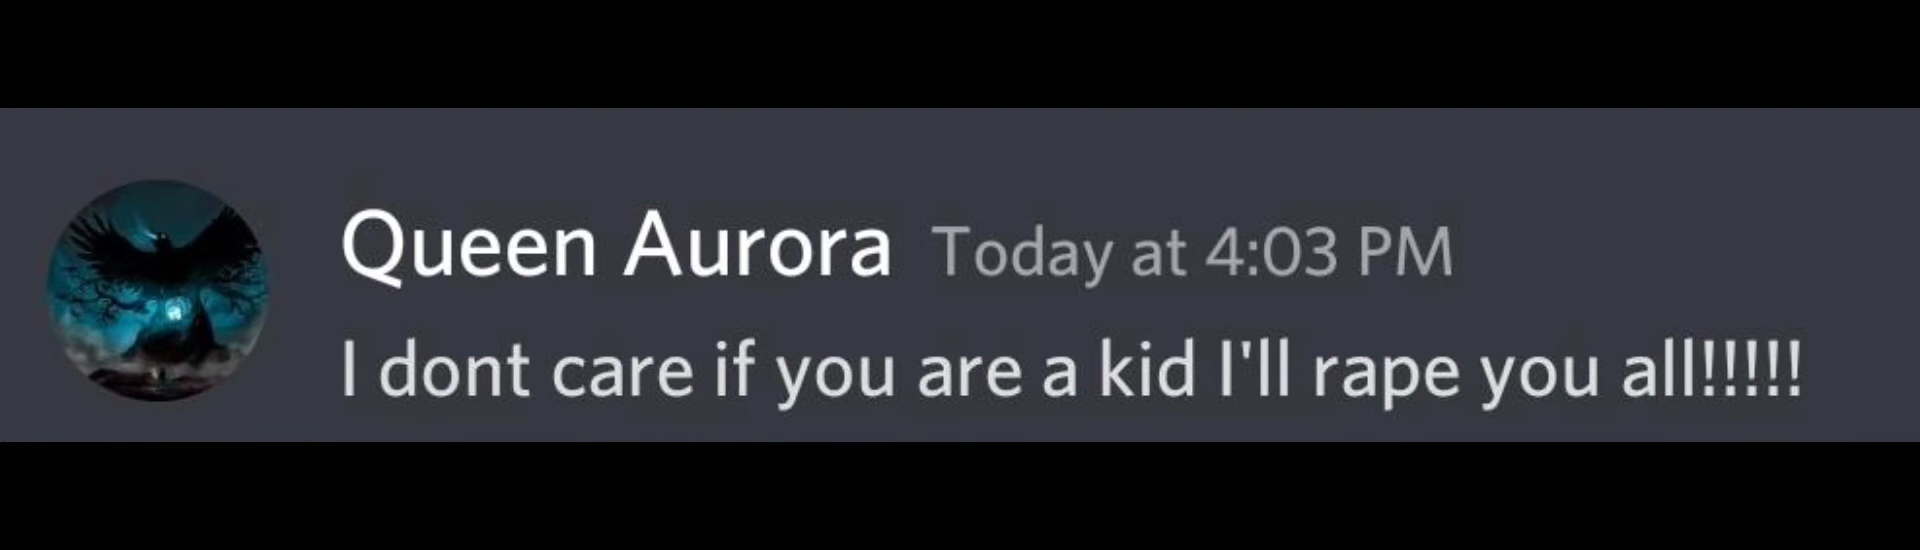 Queen Aurora Today at 4:03 PM
I dont care if you are a kid I'll rape you all!!!!!